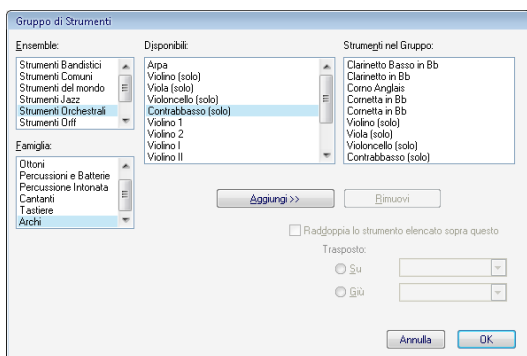 Gruppo di Strumenti
Ensemble:
Strumenti Bandistici
Strumenti Comuni
Strumenti del mondo
Strumenti Jazz
Strumenti Orchestrali
Strumenti Orff
Famiglia:
Ottoni
Percussioni e Batterie
Percussione Intonata
Cantanti
Tastiere
Archi
Disponibili:
Arpa
Violino (solo)
Viola (solo)
Violoncello (solo)
Contrabbasso (solo)
Violino 1
Violino 2
Violino I
Violino II
Strumenti nel Gruppo:
Clarinetto Basso in Bb
Clarinetto in Bb
Corno Anglais
Cornetta in Bb
Cornetta in Bb
Violino (solo)
Viola (solo)
Violoncello (solo)
Contrabbasso (solo)
Aggiungi >>
Rimuovi
Raddoppia lo strumento elencato sopra questo
Trasposto:
Su
Giù
Annulla
OK